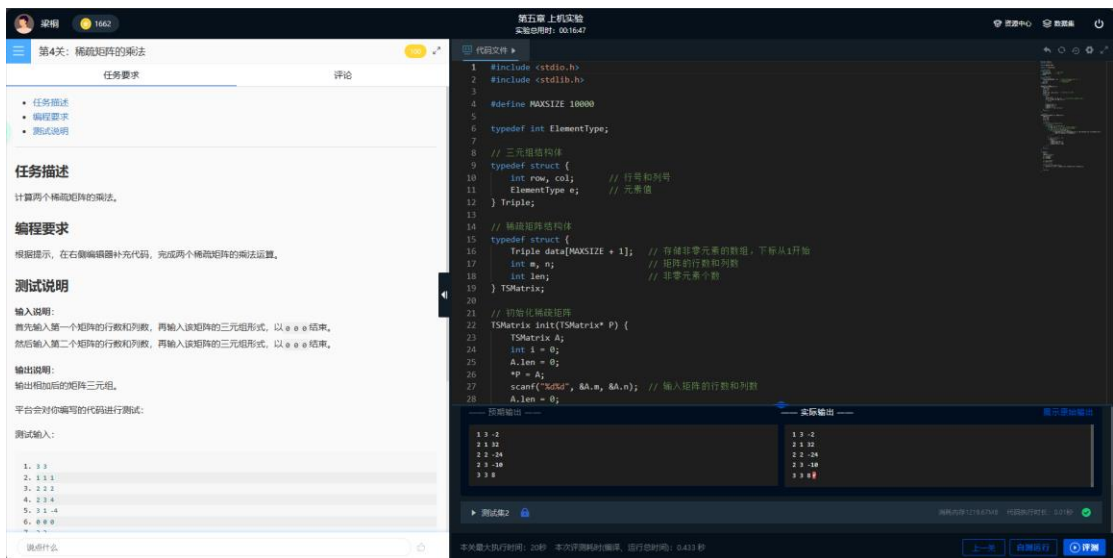 梁桐
1662
第五章 上机实验
实验总用时：00:16:47
资源中心
数据集
第4关：稀疏矩阵的乘法
100
任务要求
评论
任务描述
编程要求
测试说明
任务描述
计算两个稀疏矩阵的乘法。
编程要求
根据提示，在右侧编辑器补充代码，完成两个稀疏矩阵的乘法运算。
测试说明
输入说明：
首先输入第一个矩阵的行数和列数，再输入该矩阵的三元组形式，以 0 0 0 结束。
然后输入第二个矩阵的行数和列数，再输入该矩阵的三元组形式，以 0 0 0 结束。
输出说明：
输出相加后的矩阵三元组。
平台会对你编写的代码进行测试：
测试输入：
1. 3 3
2. 1 1 1
3. 2 2 2
4. 2 3 4
5. 3 1 -4
6. 0 0 0
说点什么
代码文件
1 #include <stdio.h>
2 #include <stdlib.h>
3
4 #define MAXSIZE 10000
5
6 typedef int ElementType;
7
8 // 三元组结构体
9 typedef struct {
10 int row, col; // 行号和列号
11 ElementType e; // 元素值
12 } Triple;
13
14 // 稀疏矩阵结构体
15 typedef struct {
16 Triple data[MAXSIZE + 1]; // 存储非零元素的数组，下标从1开始
17 int m, n; // 矩阵的行数和列数
18 int len; // 非零元素个数
19 } TSMatrix;
20
21 // 初始化稀疏矩阵
22 TSMatrix init(TSMatrix* P) {
23 TSMatrix A;
24 int i = 0;
25 A.len = 0;
26 *P = A;
27 scanf("%d%d", &A.m, &A.n); // 输入矩阵的行数和列数
28 A.len = 0;
—— 预期输出 ——
1 3 -2
2 1 32
2 2 -24
2 3 -10
3 3 8
—— 实际输出 ——
展示原始输出
1 3 -2
2 1 32
2 2 -24
2 3 -10
3 3 8
测试集2
本关最大执行时间：20秒 本次评测耗时(编译、运行总时间)：0.433 秒
上一关
自测运行
评测